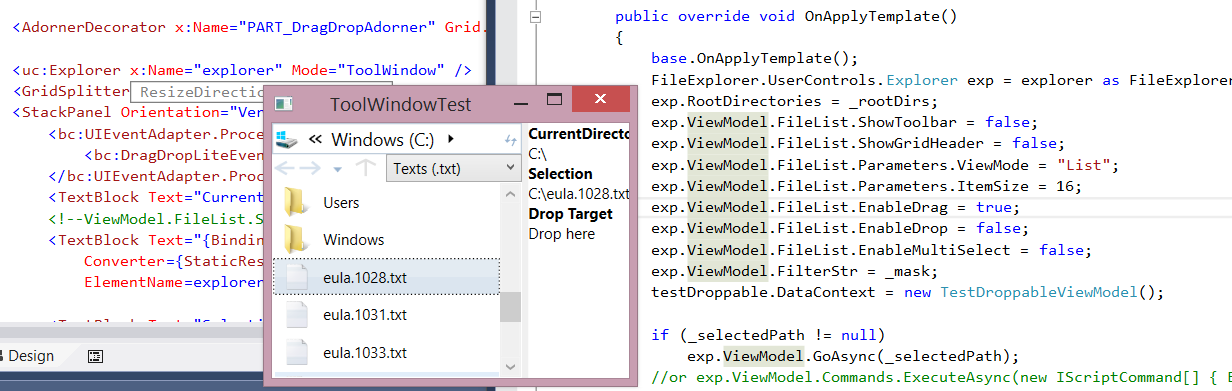 <AdornerDecorator x:Name="PART_DragDropAdorner" Grid.
<uc:Explorer x:Name="explorer" Mode="ToolWindow" />
<GridSplitter ResizeDirectio
<StackPanel Orientation="Ver
<bc:UIEventAdapter.Proce
<bc:DragDropLiteEven
</bc:UIEventAdapter.Proc
<TextBlock Text="Current
<!--ViewModel.FileList.S
<TextBlock Text="{Bindin
Converter={StaticRes
ElementName=explorer
<TextBlock Text="Selecti
Design
ToolWindowTest
Windows (C:)
Texts (.txt)
Users
Windows
eula.1028.txt
eula.1031.txt
eula.1033.txt
CurrentDirecto
C:\
Selection
C:\eula.1028.txt
Drop Target
Drop here
public override void OnApplyTemplate()
{
base.OnApplyTemplate();
FileExplorer.UserControls.Explorer exp = explorer as FileExplor
exp.RootDirectories = _rootDirs;
exp.ViewModel.FileList.ShowToolbar = false;
exp.ViewModel.FileList.ShowGridHeader = false;
exp.ViewModel.FileList.Parameters.ViewMode = "List";
exp.ViewModel.FileList.Parameters.ItemSize = 16;
exp.ViewModel.FileList.EnableDrag = true;
exp.ViewModel.FileList.EnableDrop = false;
exp.ViewModel.FileList.EnableMultiSelect = false;
exp.ViewModel.FilterStr = _mask;
testDroppable.DataContext = new TestDroppableViewModel();
if (_selectedPath != null)
exp.ViewModel.GoAsync(_selectedPath);
//or exp.ViewModel.Commands.ExecuteAsync(new IScriptCommand[] {